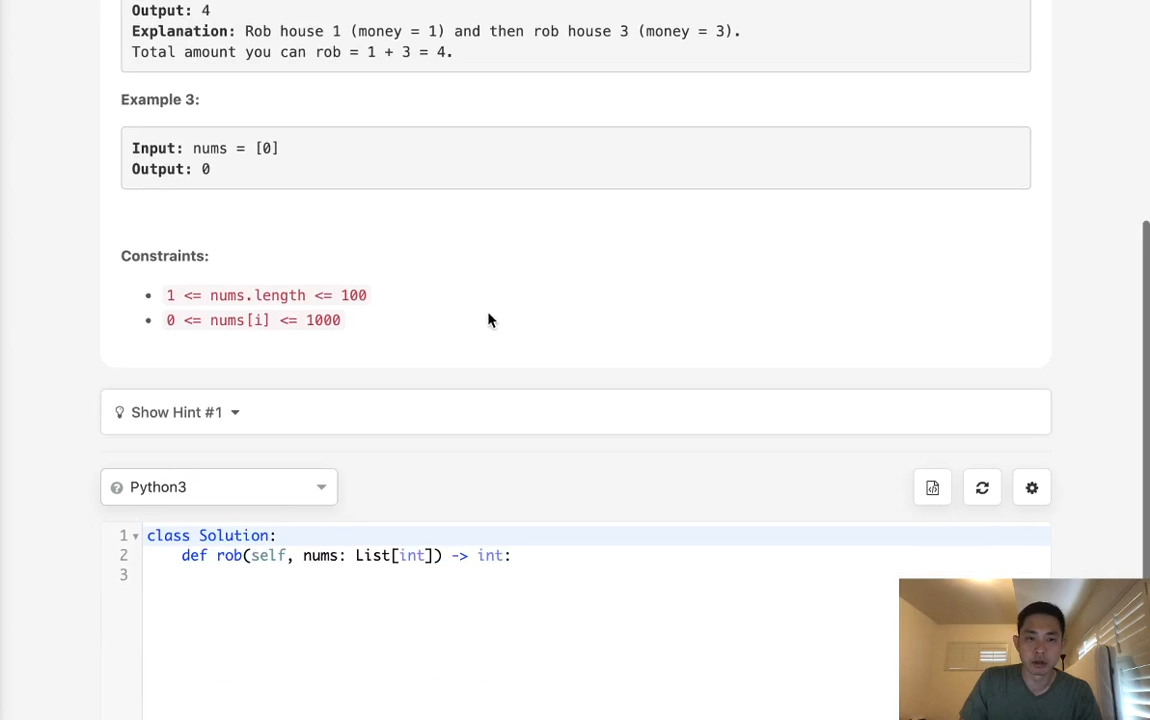 Output: 4
Explanation: Rob house 1 (money = 1) and then rob house 3 (money = 3).
Total amount you can rob = 1 + 3 = 4.
Example 3:
Input: nums = [0]
Output: 0
Constraints:
• 1 <= nums.length <= 100
• 0 <= nums[i] <= 1000
Show Hint #1
Python3
1 class Solution:
2 def rob(self, nums: List[int]) -> int:
3